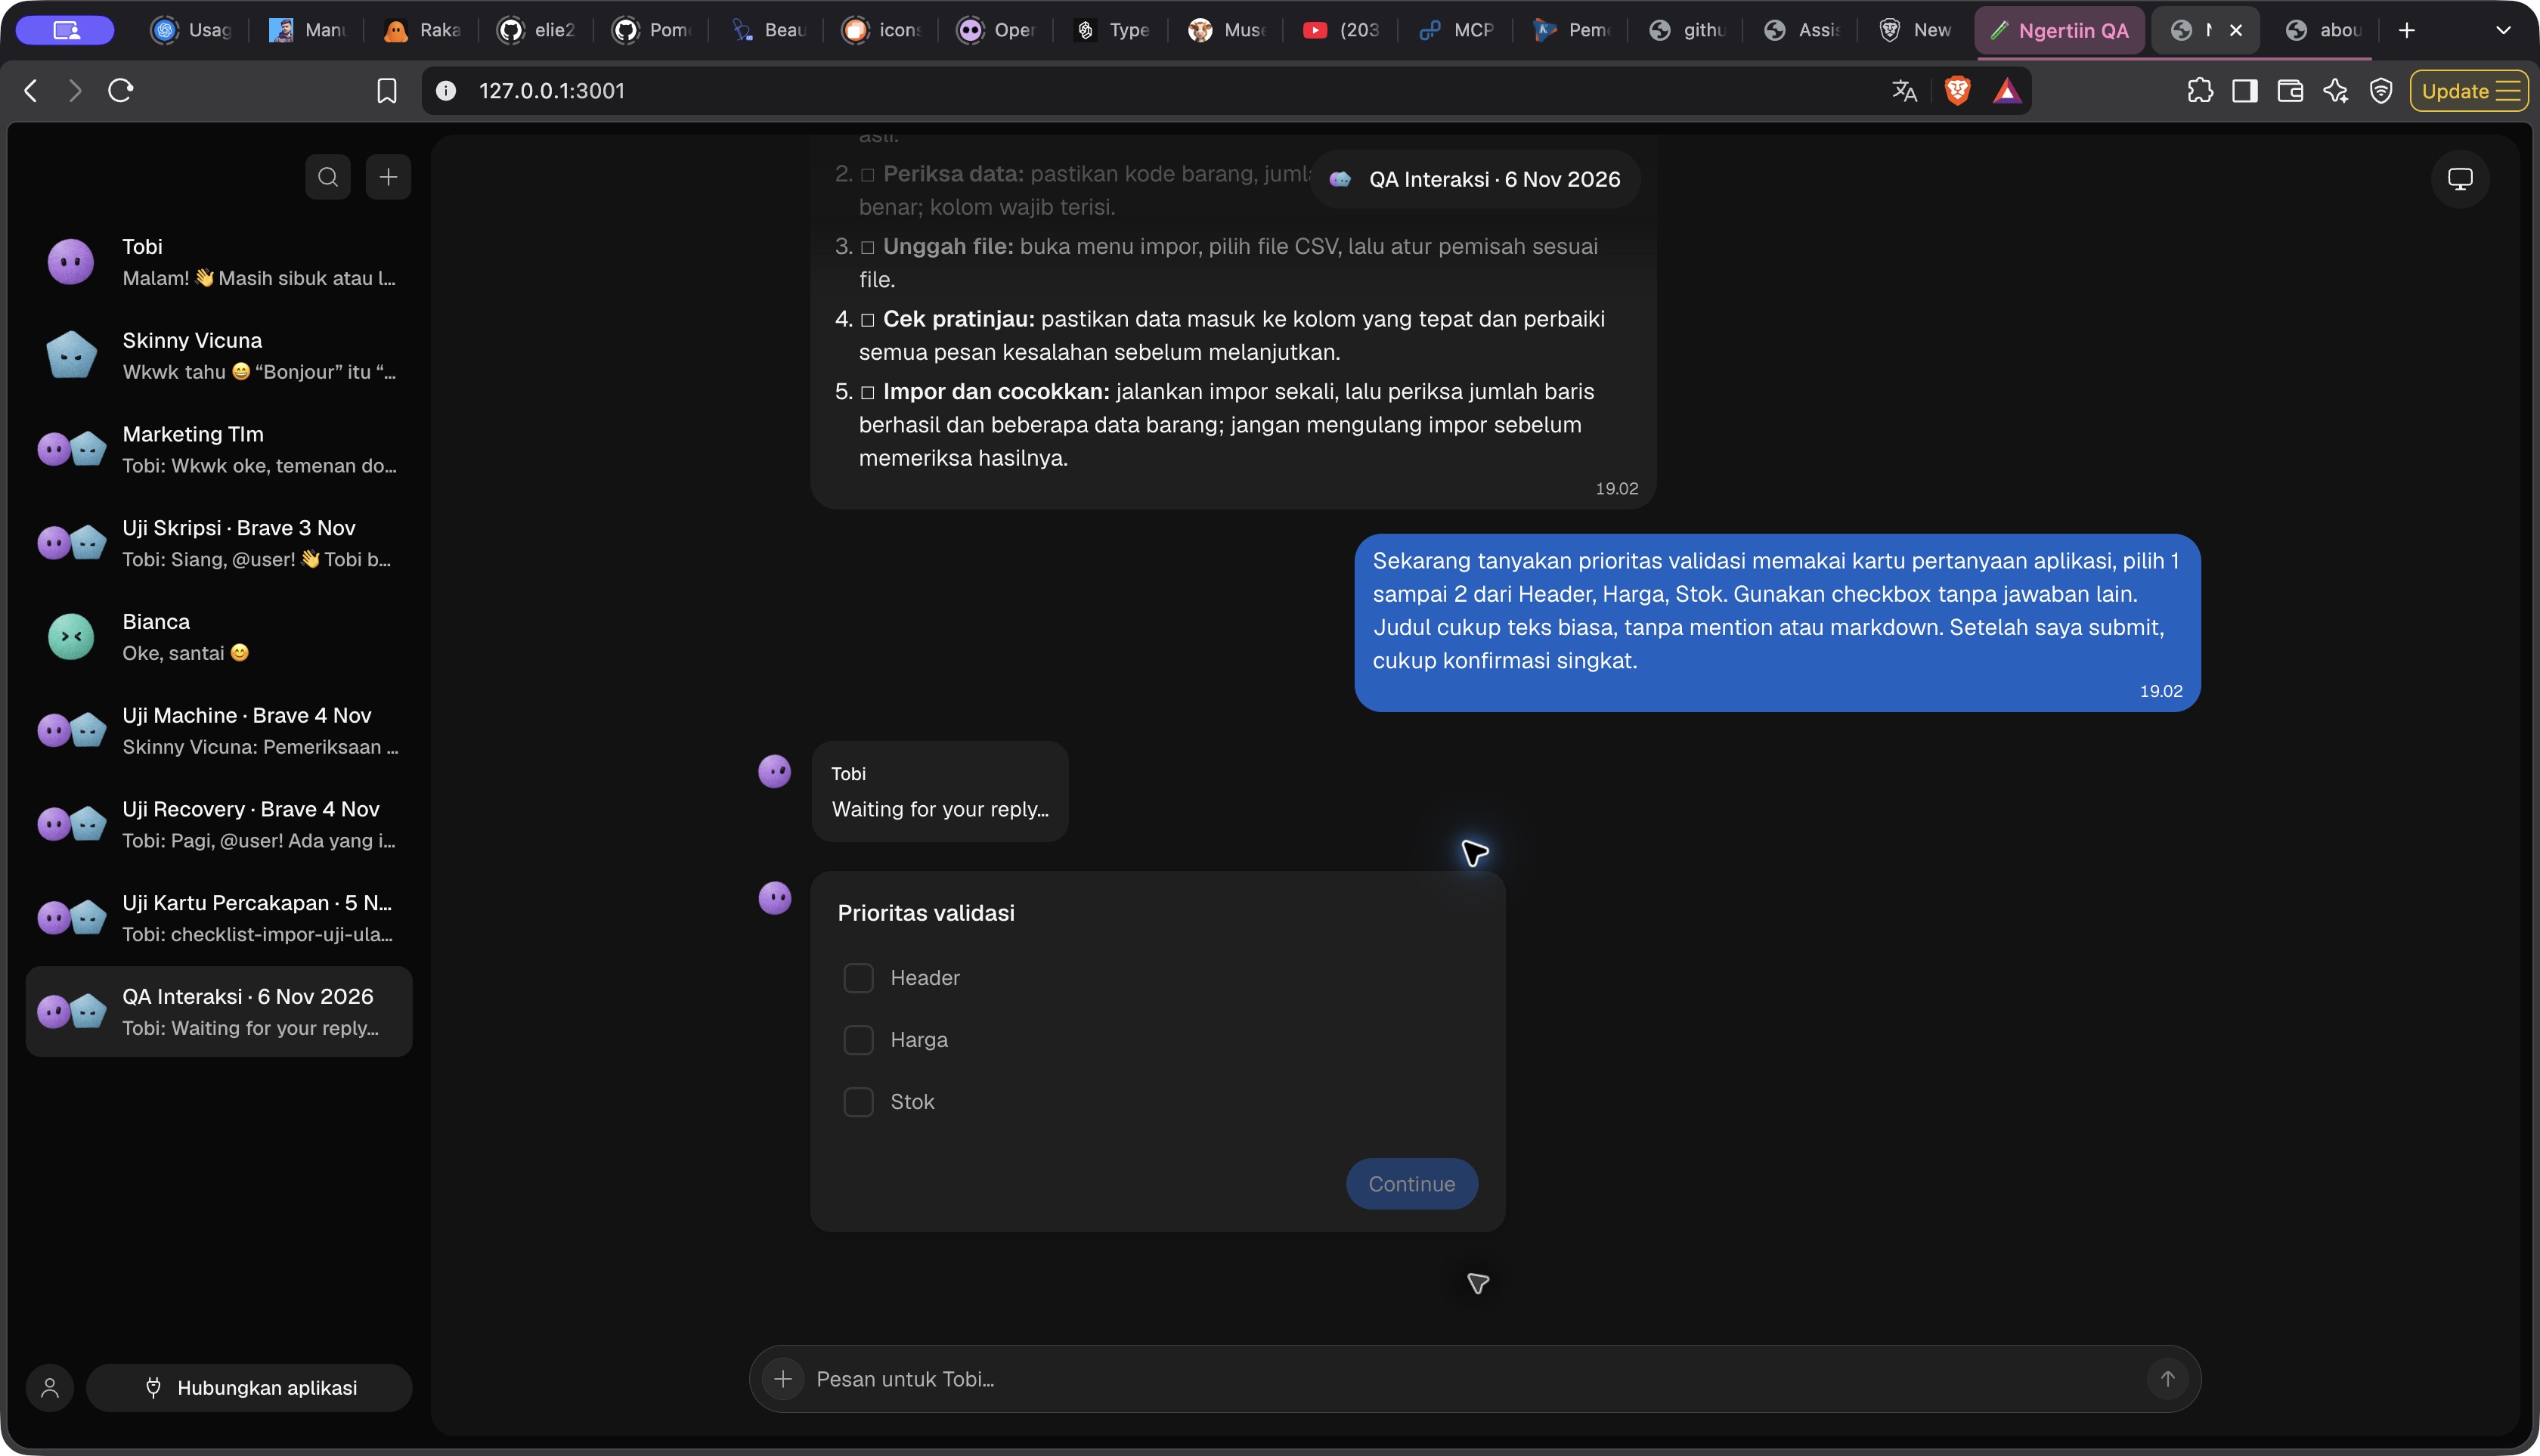 Usag
Manu
Raka
elie2
Pom
Beau
icons
Oper
Type
Muse
(203
MCP
Peme
githu
Assis
New
Ngertiin QA
abou
127.0.0.1:3001
Update
Tobi
Malam! 👋 Masih sibuk atau l...
Skinny Vicuna
Wkwk tahu 😄 “Bonjour” itu “...
Marketing TIm
Tobi: Wkwk oke, temenan do...
Uji Skripsi · Brave 3 Nov
Tobi: Siang, @user! 👋 Tobi b...
Bianca
Oke, santai 😊
Uji Machine · Brave 4 Nov
Skinny Vicuna: Pemeriksaan ...
Uji Recovery · Brave 4 Nov
Tobi: Pagi, @user! Ada yang i...
Uji Kartu Percakapan · 5 N...
Tobi: checklist-impor-uji-ula...
QA Interaksi · 6 Nov 2026
Tobi: Waiting for your reply...
Hubungkan aplikasi
QA Interaksi · 6 Nov 2026
asli.
2. □ Periksa data: pastikan kode barang, jumla
benar; kolom wajib terisi.
3. □ Unggah file: buka menu impor, pilih file CSV, lalu atur pemisah sesuai
file.
4. □ Cek pratinjau: pastikan data masuk ke kolom yang tepat dan perbaiki
semua pesan kesalahan sebelum melanjutkan.
5. □ Impor dan cocokkan: jalankan impor sekali, lalu periksa jumlah baris
berhasil dan beberapa data barang; jangan mengulang impor sebelum
memeriksa hasilnya.
19.02
Sekarang tanyakan prioritas validasi memakai kartu pertanyaan aplikasi, pilih 1
sampai 2 dari Header, Harga, Stok. Gunakan checkbox tanpa jawaban lain.
Judul cukup teks biasa, tanpa mention atau markdown. Setelah saya submit,
cukup konfirmasi singkat.
19.02
Tobi
Waiting for your reply...
Prioritas validasi
Header
Harga
Stok
Continue
Pesan untuk Tobi...